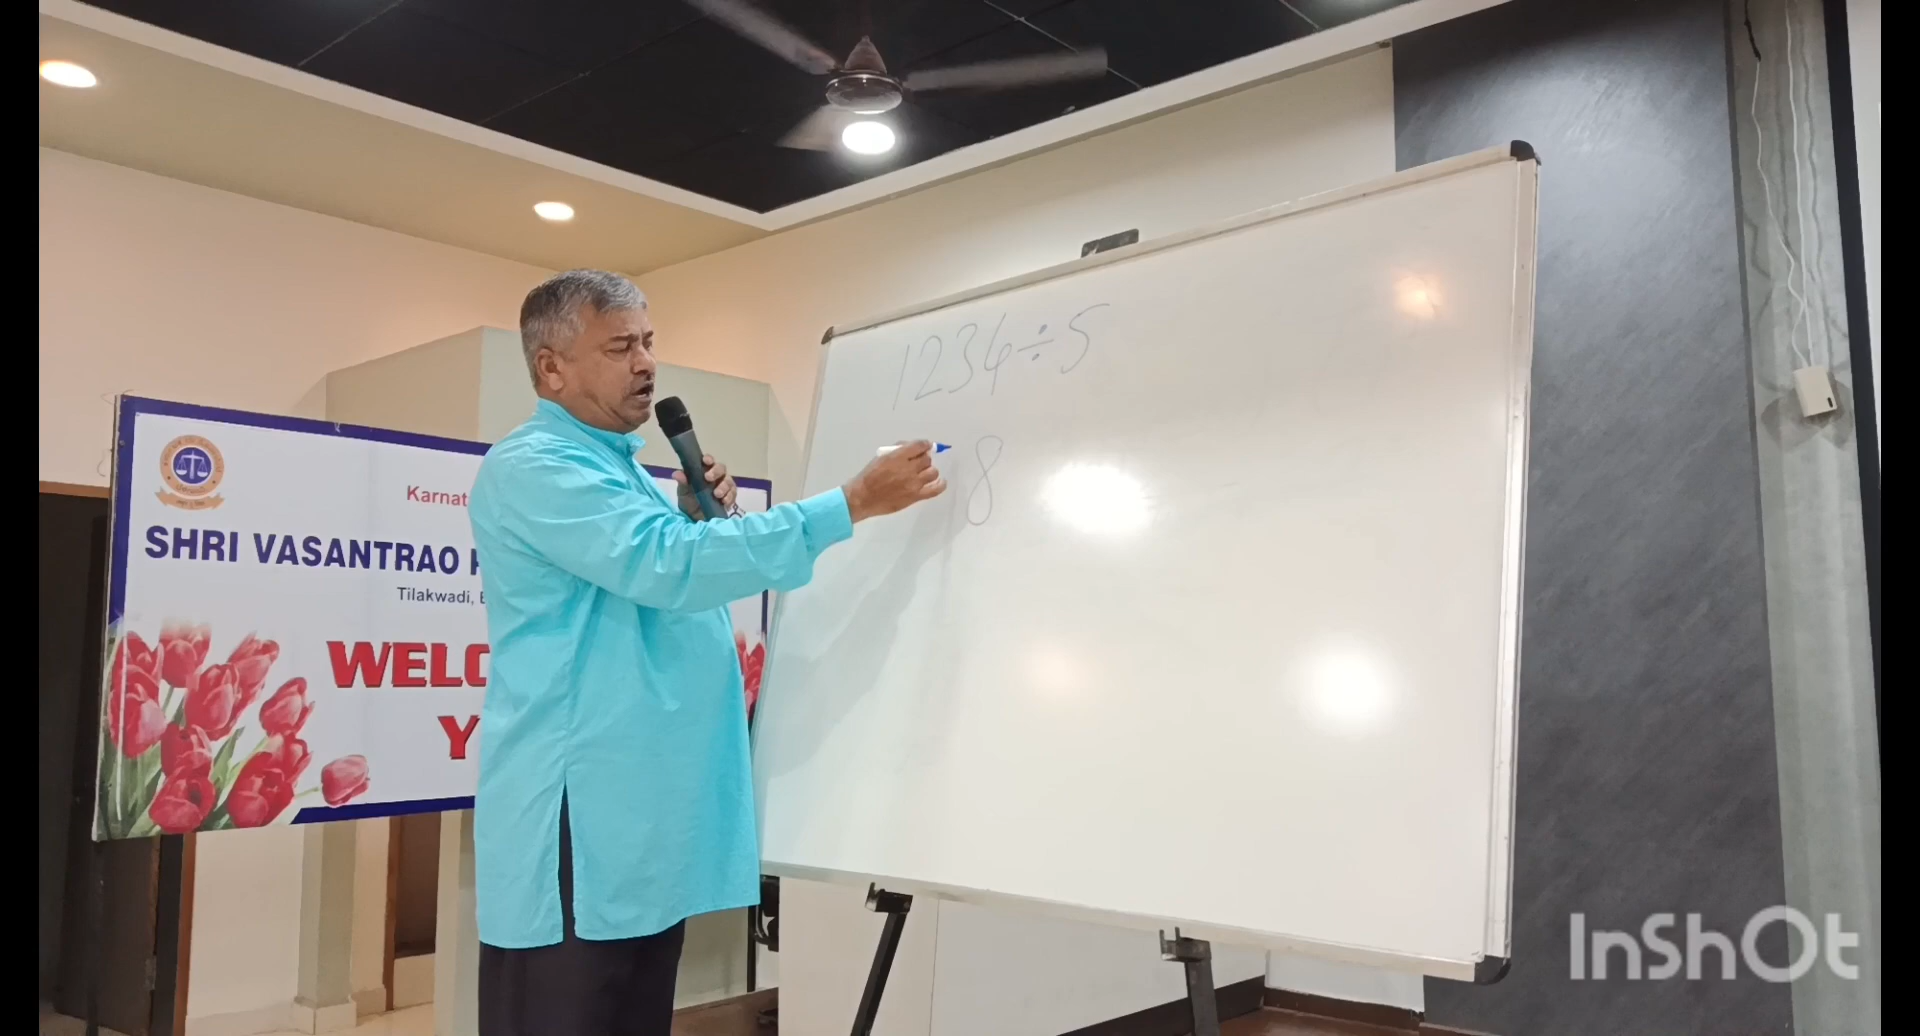 1234÷5
8
Karnat
SHRI VASANTRAO
Tilakwadi,
WELC
Y
InShOt